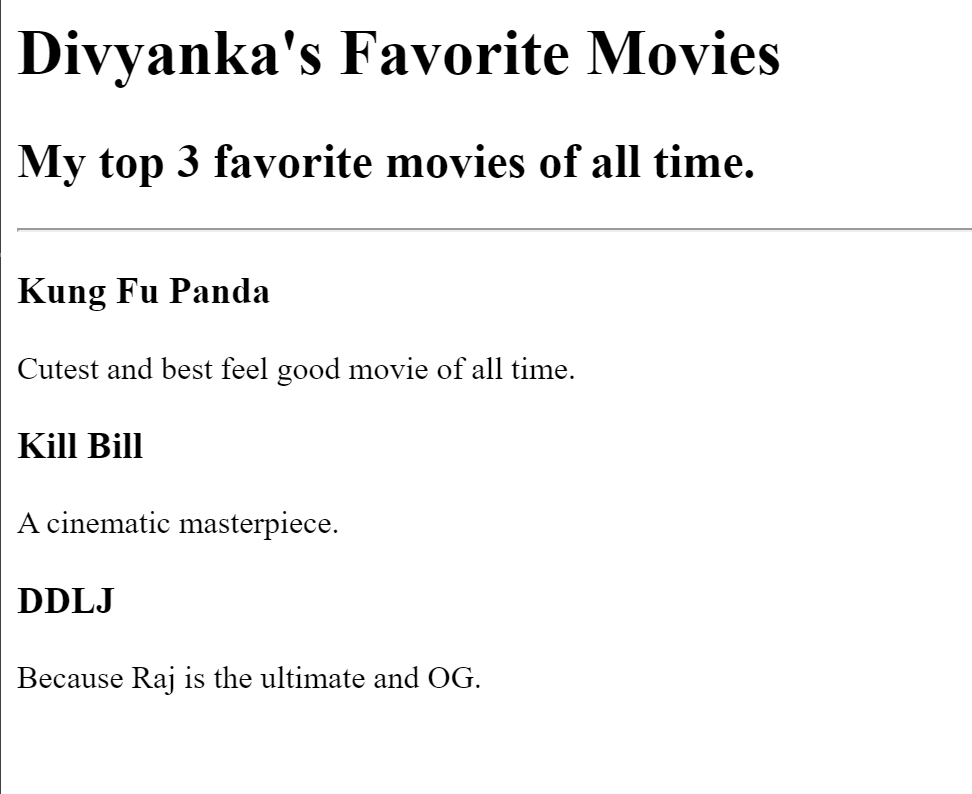 Divyanka's Favorite Movies
My top 3 favorite movies of all time.
Kung Fu Panda
Cutest and best feel good movie of all time.
Kill Bill
A cinematic masterpiece.
DDLJ
Because Raj is the ultimate and OG.